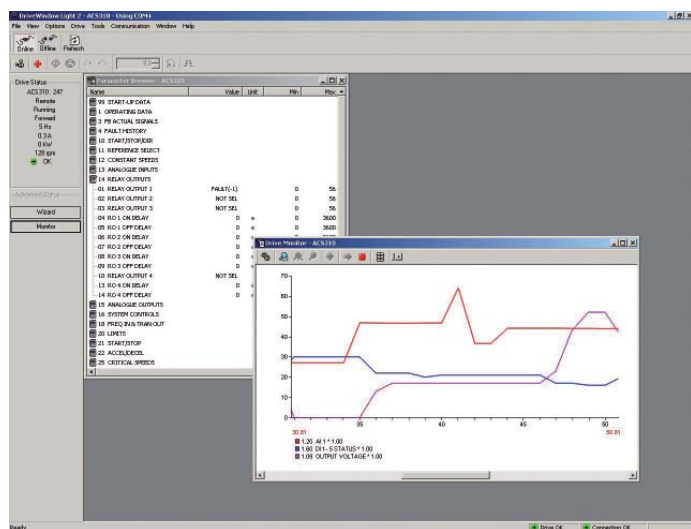 DriveWindow Light 2 - ACS310 - Using COM4
File View Options Drive Tools Communication Window Help
Online Offline Refresh
Drive Status
ACS310: 247
Remote
Running
Forward
5 Hz
0.3 A
0 kW
128 rpm
OK
Advanced Status
Wizard
Monitor
Parameter Browser - ACS310
Name Value Unit Min Max
99 START-UP DATA
1 OPERATING DATA
3 FB ACTUAL SIGNALS
4 FAULT HISTORY
10 START/STOP/DIR
11 REFERENCE SELECT
12 CONSTANT SPEEDS
13 ANALOGUE INPUTS
14 RELAY OUTPUTS
01 RELAY OUTPUT 1 FAULT(-1) 0 56
02 RELAY OUTPUT 2 NOT SEL 0 56
03 RELAY OUTPUT 3 NOT SEL 0 56
04 RO 1 ON DELAY 0 s 0 3600
05 RO 1 OFF DELAY 0 s 0 3600
06 RO 2 ON DELAY 0
07 RO 2 OFF DELAY 0
08 RO 3 ON DELAY 0
09 RO 3 OFF DELAY 0
10 RELAY OUTPUT 4 NOT SEL
13 RO 4 ON DELAY 0
14 RO 4 OFF DELAY 0
15 ANALOGUE OUTPUTS
16 SYSTEM CONTROLS
18 FREQ IN & TRAN OUT
20 LIMITS
21 START/STOP
22 ACCEL/DECEL
25 CRITICAL SPEEDS
Drive Monitor - ACS310
70
60
50
40
30
20
10
0
35 40 45 50
30.81 50.81
1.20 AI 1 * 1.00
1.60 DI 1 - 5 STATUS * 1.00
1.09 OUTPUT VOLTAGE * 1.00
Ready Drive OK Connection OK